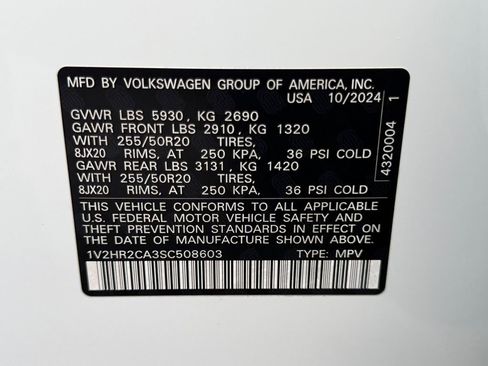 MFD BY VOLKSWAGEN GROUP OF AMERICA, INC.
USA 10/2024
GVWR LBS 5930, KG 2690
GAWR FRONT LBS 2910, KG 1320
WITH 255/50R20 TIRES,
8JX20 RIMS, AT 250 KPA, 36 PSI COLD
GAWR REAR LBS 3131, KG 1420
WITH 255/50R20 TIRES,
8JX20 RIMS, AT 250 KPA, 36 PSI COLD
THIS VEHICLE CONFORMS TO ALL APPLICABLE
U.S. FEDERAL MOTOR VEHICLE SAFETY AND
THEFT PREVENTION STANDARDS IN EFFECT ON THE
DATE OF MANUFACTURE SHOWN ABOVE.
1V2HR2CA3SC508603 TYPE: MPV
4320004 1